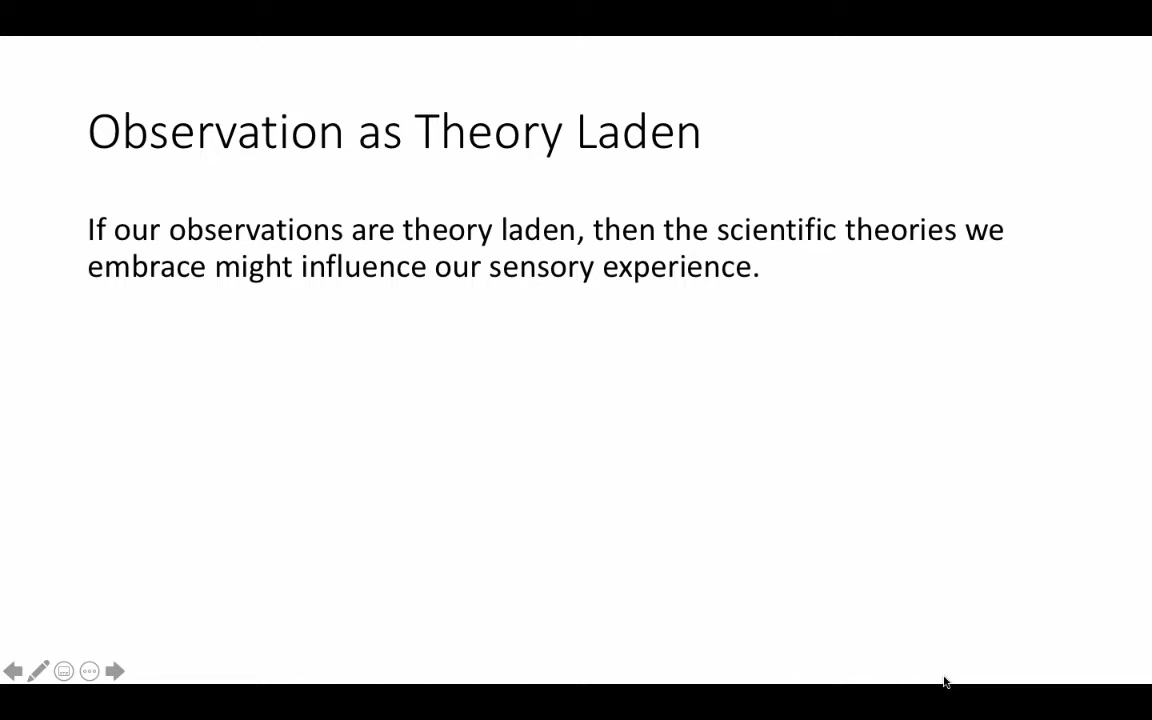 Observation as Theory Laden
If our observations are theory laden, then the scientific theories we
embrace might influence our sensory experience.